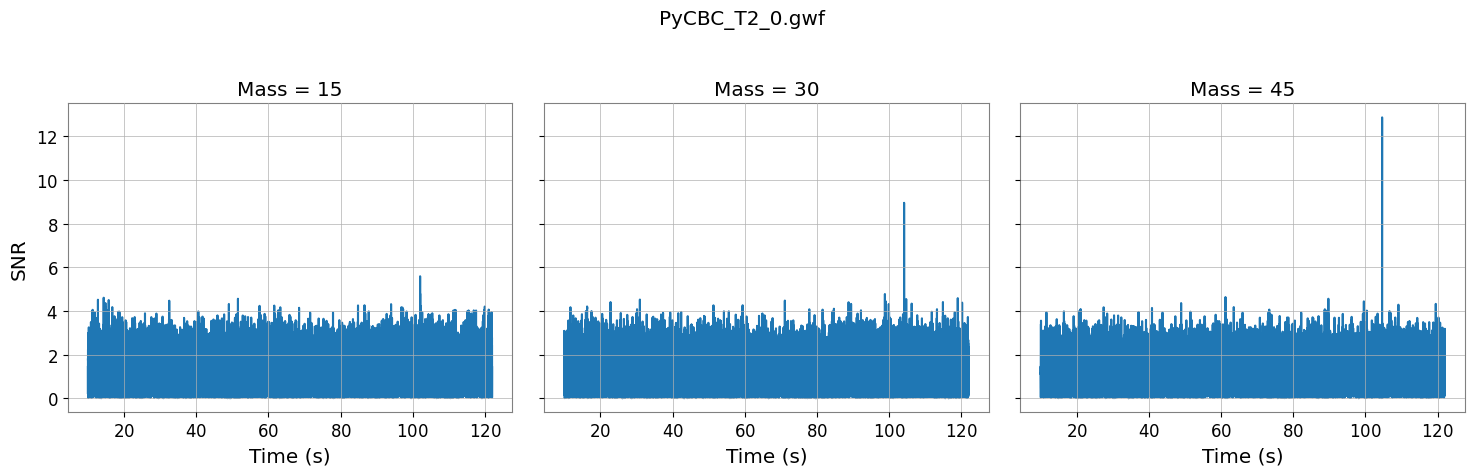 PyCBC_T2_0.gwf
Mass = 15
Mass = 30
Mass = 45
SNR
12
10
8
6
4
2
0
20 40 60 80 100 120
20 40 60 80 100 120
20 40 60 80 100 120
Time (s)
Time (s)
Time (s)